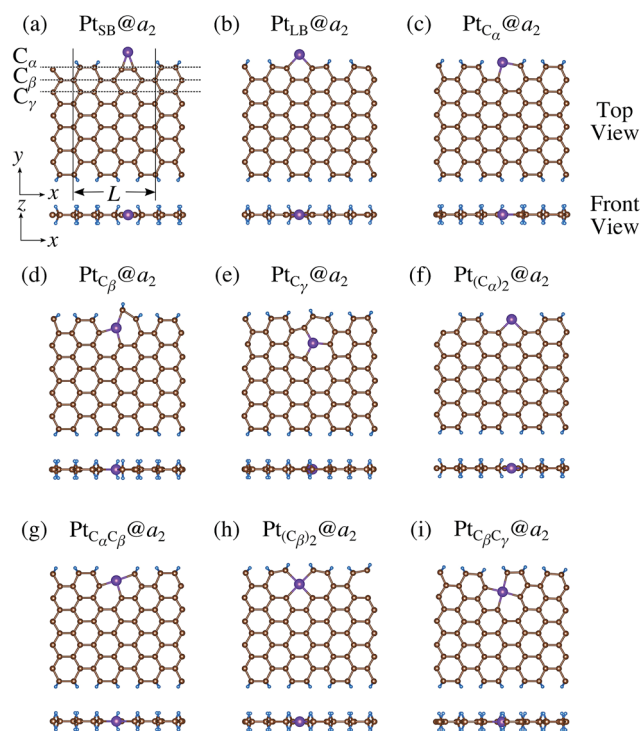 (a) Pt_SB@a_2 (b) Pt_LB@a_2 (c) Pt_Cα@a_2
C_α
C_β
C_γ
Top
View
y
x
L
z
x
Front
View
(d) Pt_Cβ@a_2 (e) Pt_Cγ@a_2 (f) Pt_(Cα)2@a_2
(g) Pt_CαCβ@a_2 (h) Pt_(Cβ)2@a_2 (i) Pt_CβCγ@a_2